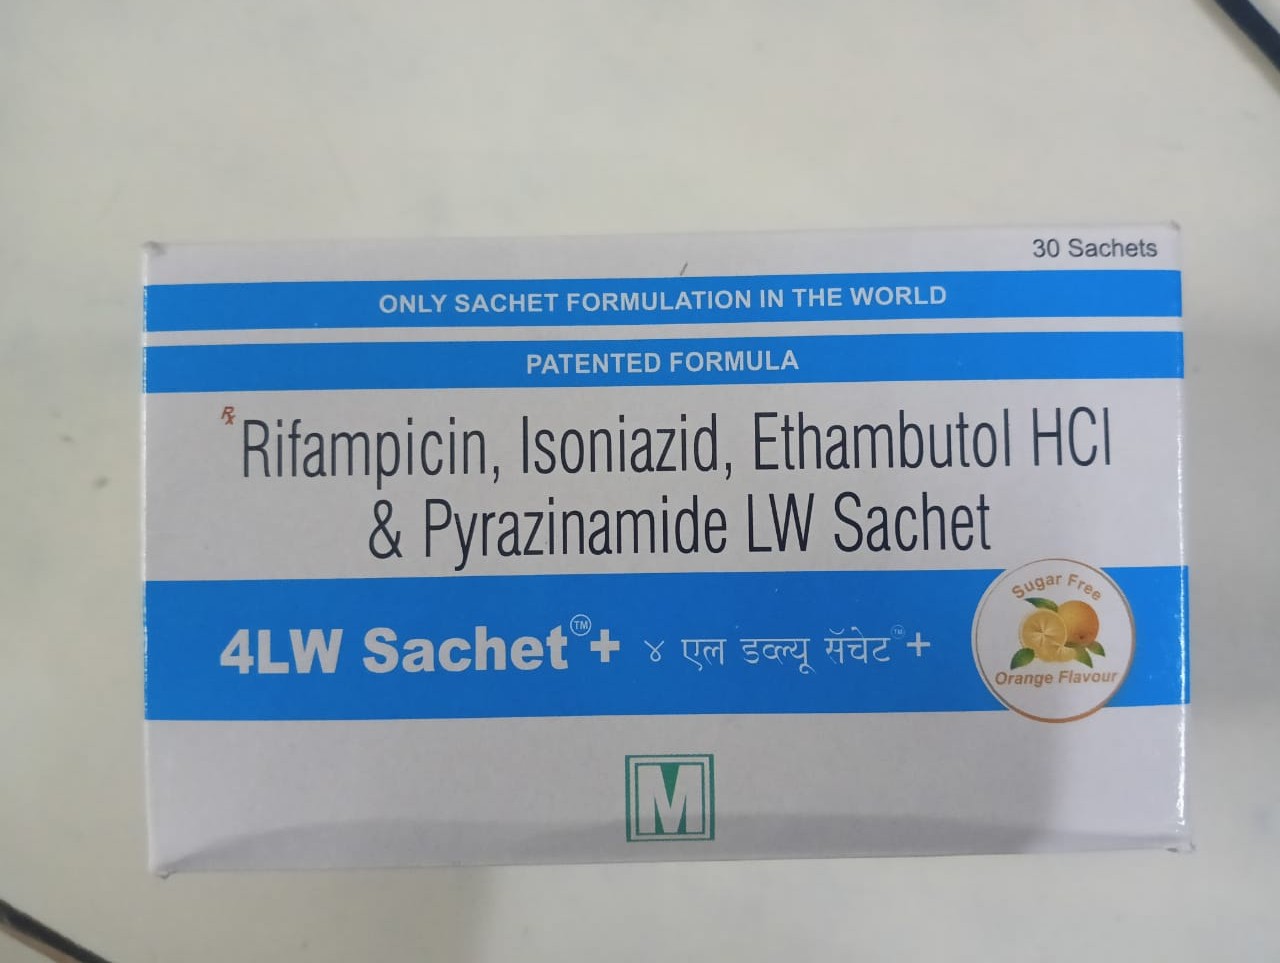 30 Sachets
ONLY SACHET FORMULATION IN THE WORLD
PATENTED FORMULA
℞ Rifampicin, Isoniazid, Ethambutol HCl
& Pyrazinamide LW Sachet
4LW Sachet™+ ४ एल डब्ल्यू सॅचेट™+
Sugar Free
Orange Flavour
M